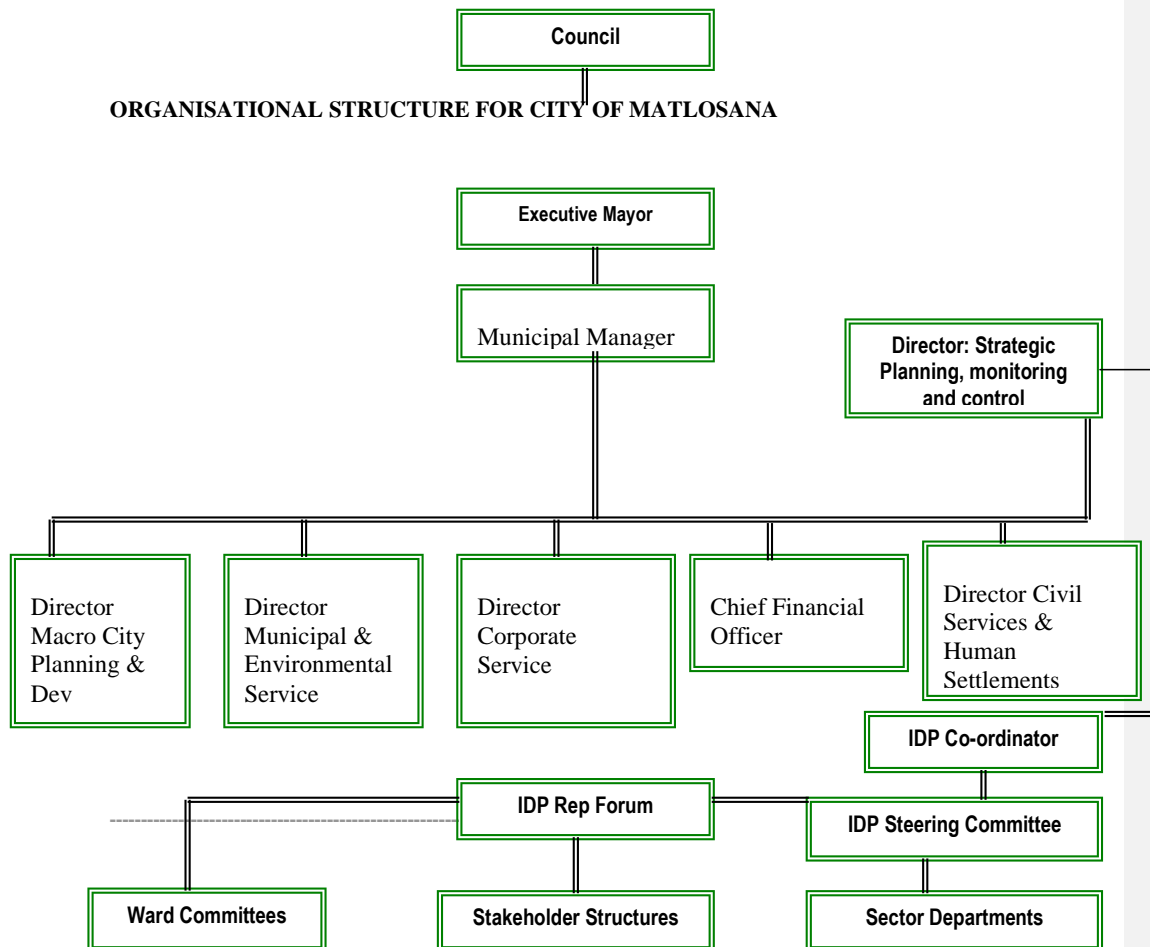 Council
ORGANISATIONAL STRUCTURE FOR CITY OF MATLOSANA
Executive Mayor
Municipal Manager
Director: Strategic
Planning, monitoring
and control
Director
Macro City
Planning &
Dev
Director
Municipal &
Environmental
Service
Director
Corporate
Service
Chief Financial
Officer
Director Civil
Services &
Human
Settlements
IDP Co-ordinator
IDP Rep Forum
IDP Steering Committee
Ward Committees
Stakeholder Structures
Sector Departments